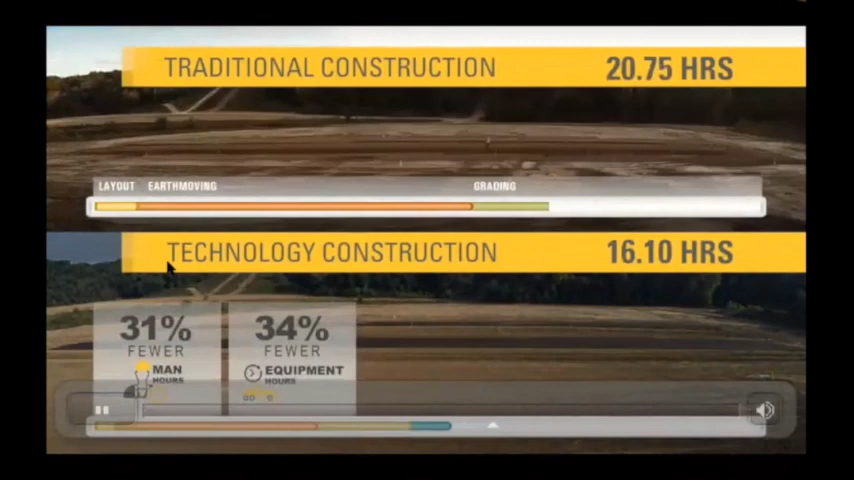 TRADITIONAL CONSTRUCTION 20.75 HRS
LAYOUT EARTHMOVING GRADING
TECHNOLOGY CONSTRUCTION 16.10 HRS
31% 34%
FEWER FEWER
MAN EQUIPMENT
HOURS HOURS